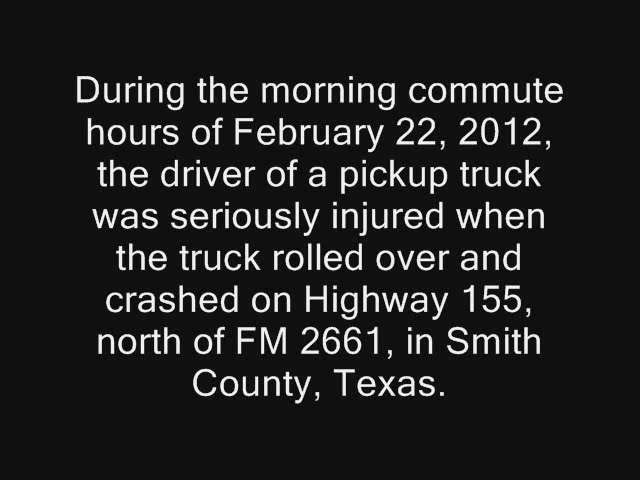 During the morning commute
hours of February 22, 2012,
the driver of a pickup truck
was seriously injured when
the truck rolled over and
crashed on Highway 155,
north of FM 2661, in Smith
County, Texas.